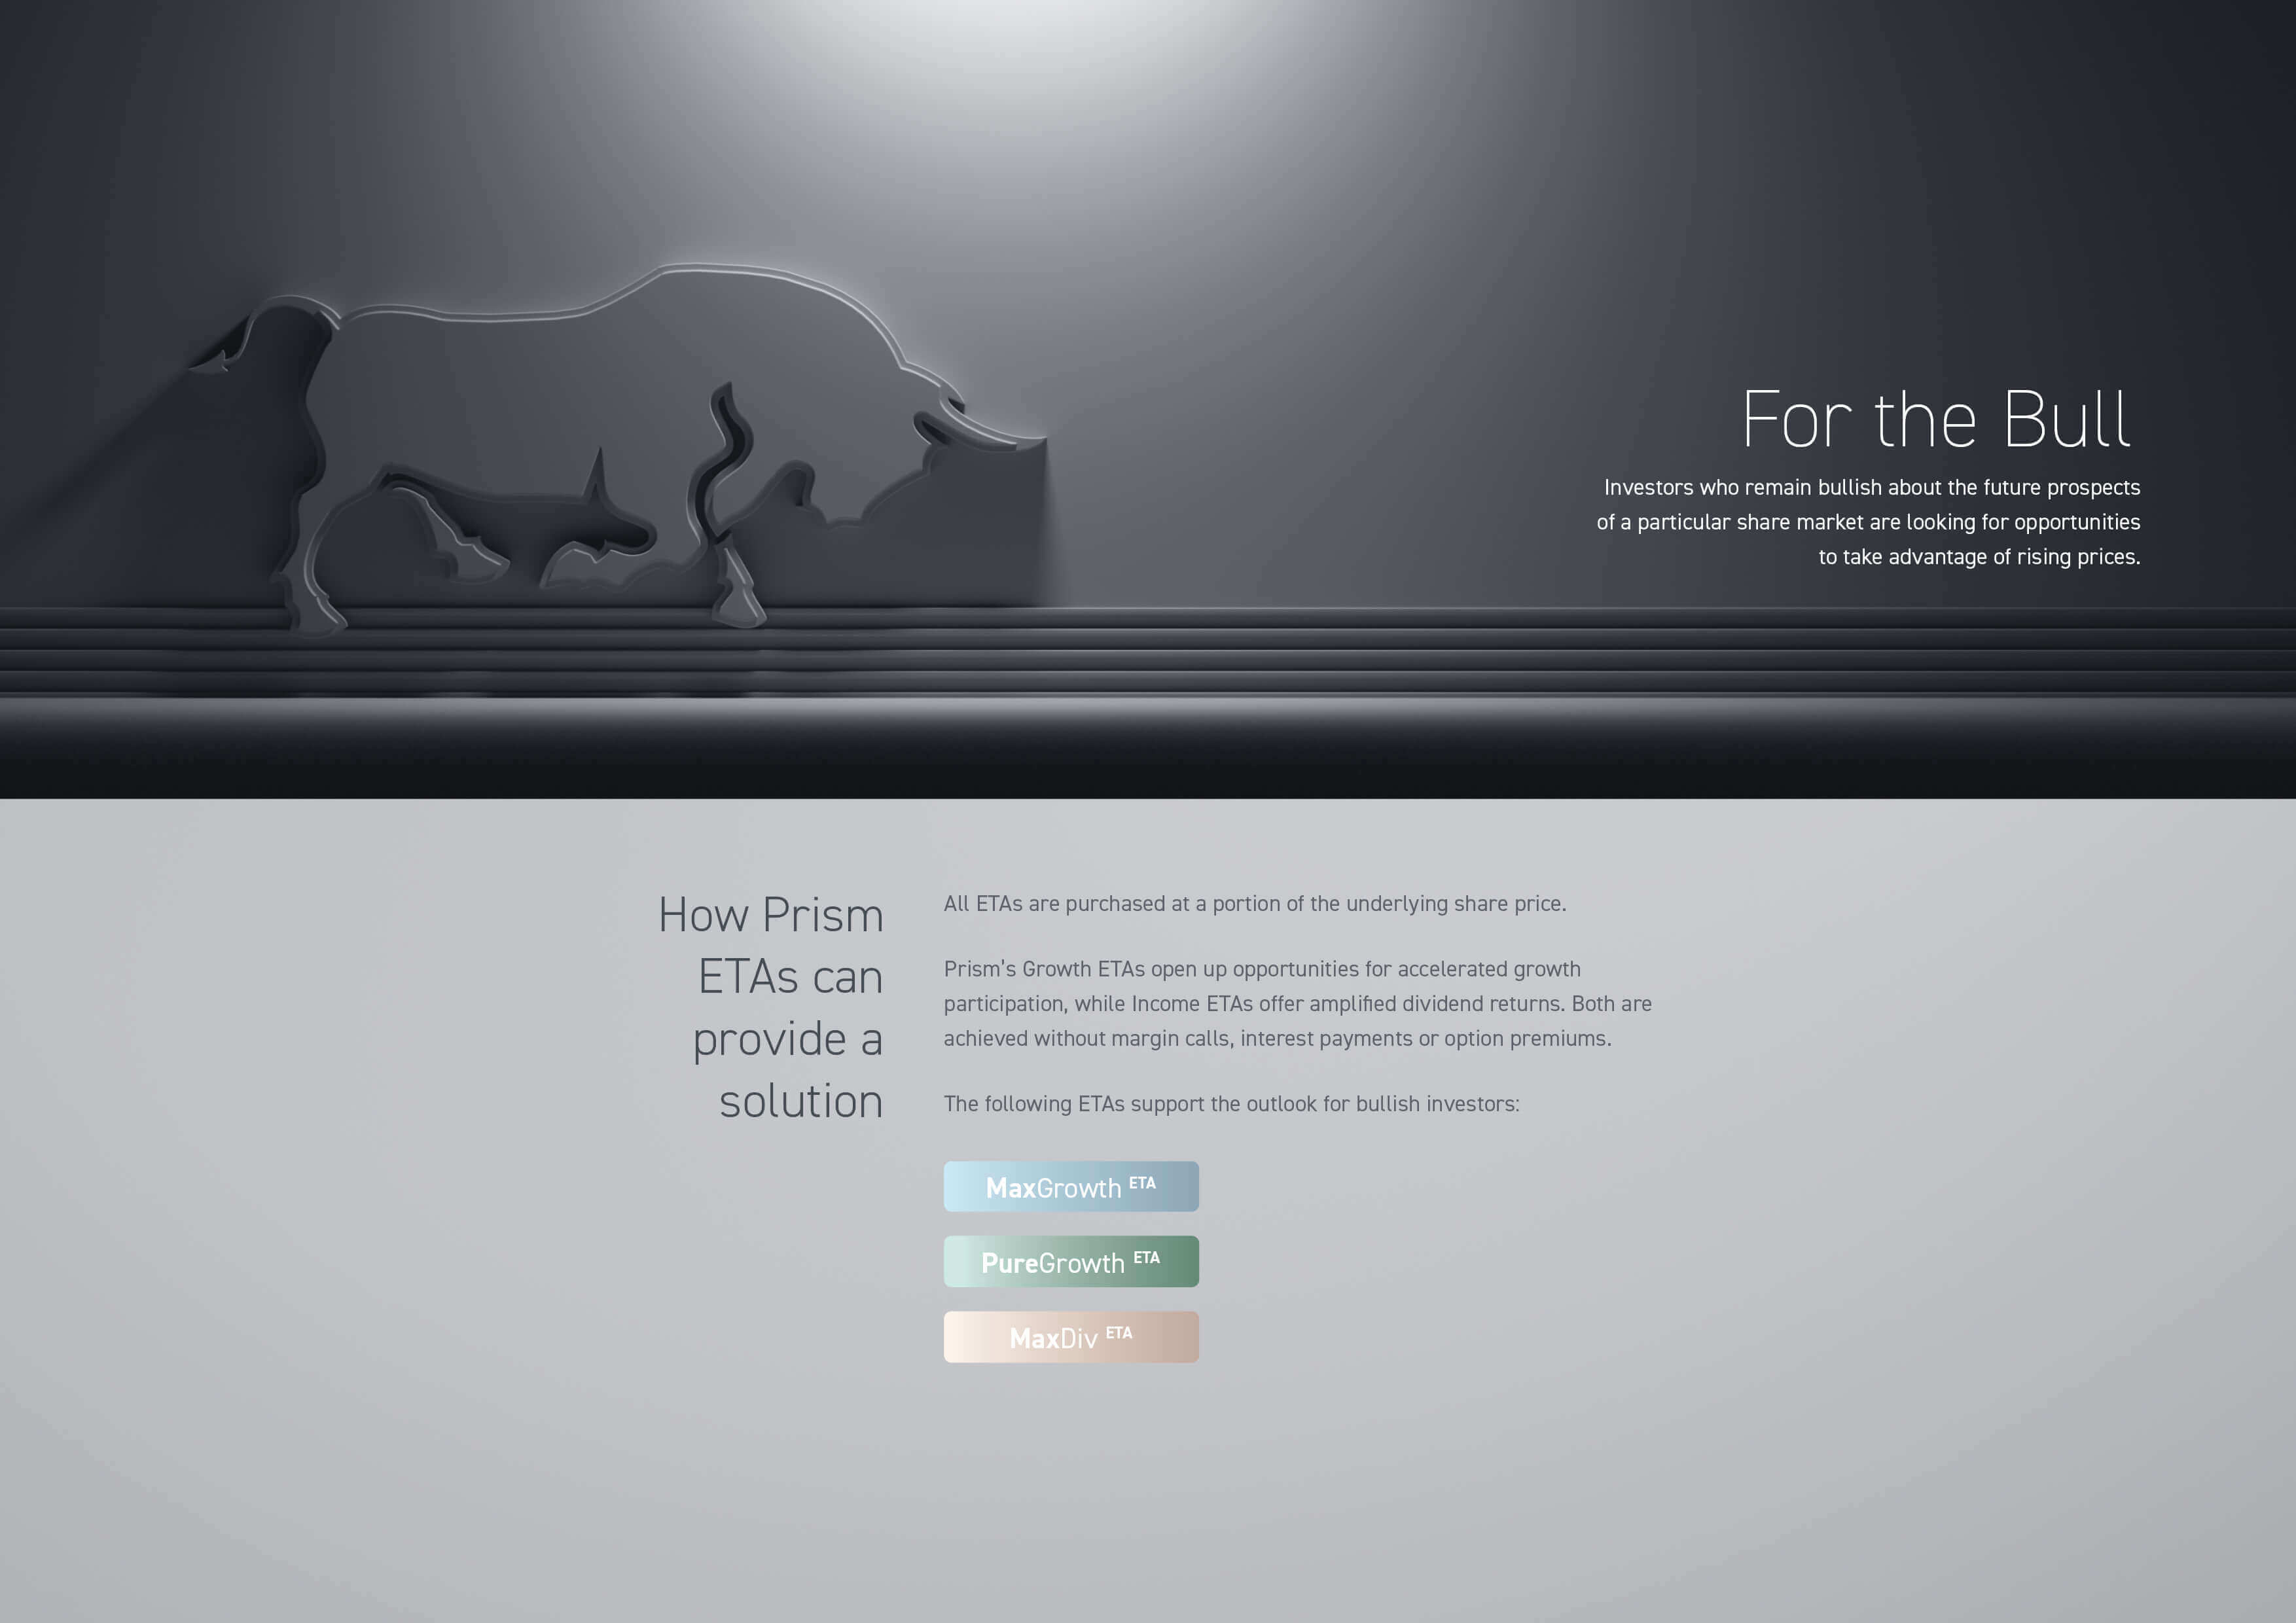 For the Bull
Investors who remain bullish about the future prospects
of a particular share market are looking for opportunities
to take advantage of rising prices.
How Prism
ETAs can
provide a
solution
All ETAs are purchased at a portion of the underlying share price.
Prism's Growth ETAs open up opportunities for accelerated growth
participation, while Income ETAs offer amplified dividend returns. Both are
achieved without margin calls, interest payments or option premiums.
The following ETAs support the outlook for bullish investors:
MaxGrowth ETA
PureGrowth ETA
MaxDiv ETA